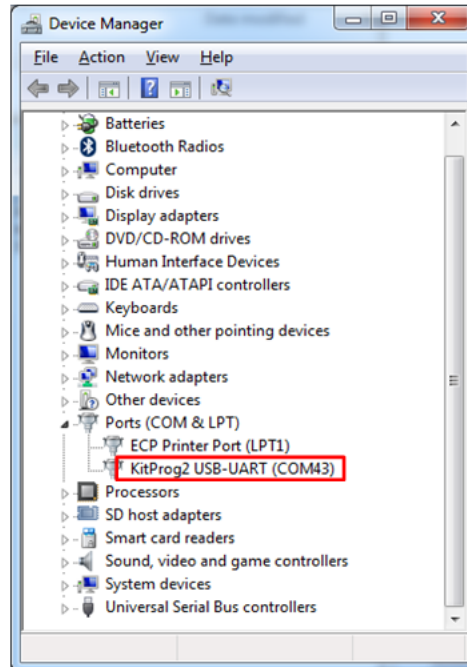 Device Manager
File Action View Help
Batteries
Bluetooth Radios
Computer
Disk drives
Display adapters
DVD/CD-ROM drives
Human Interface Devices
IDE ATA/ATAPI controllers
Keyboards
Mice and other pointing devices
Monitors
Network adapters
Other devices
Ports (COM & LPT)
ECP Printer Port (LPT1)
KitProg2 USB-UART (COM43)
Processors
SD host adapters
Smart card readers
Sound, video and game controllers
System devices
Universal Serial Bus controllers